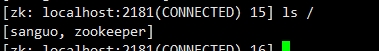 [zk: localhost:2181(CONNECTED) 15] ls /
[sanguo, zookeeper]
[zk: localhost:2181(CONNECTED) 16]